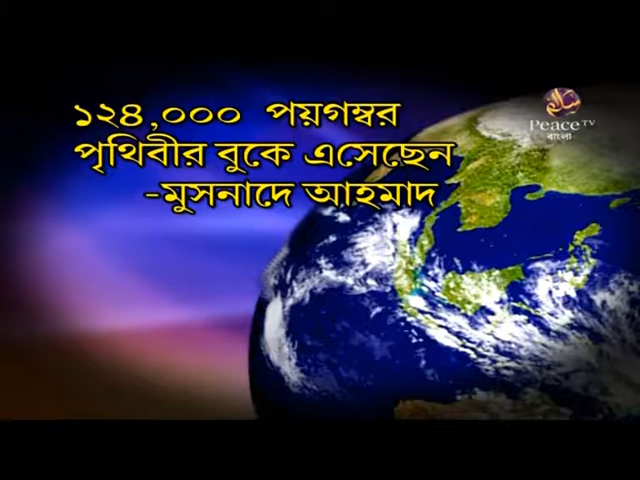 ১২৪,০০০ পয়গম্বর
পৃথিবীর বুকে এসেছেন
-মুসনাদে আহমাদ
Peace TV
বাংলা